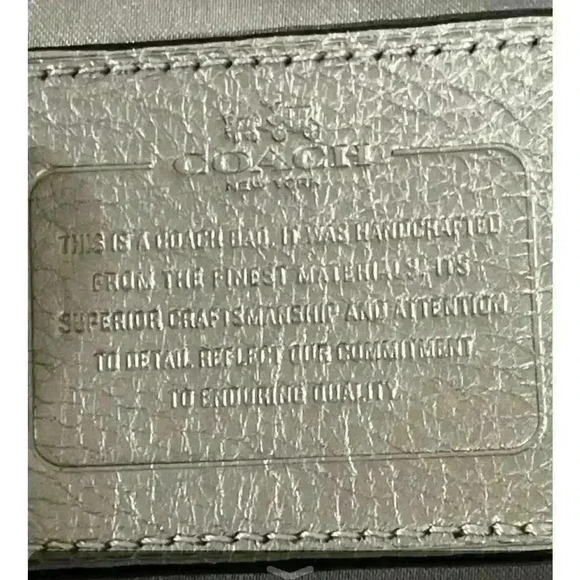 COACH
NEW YORK
THIS IS A COACH BAG. IT WAS HANDCRAFTED
FROM THE FINEST MATERIALS. ITS
SUPERIOR CRAFTSMANSHIP AND ATTENTION
TO DETAIL REFLECT OUR COMMITMENT
TO ENDURING QUALITY.